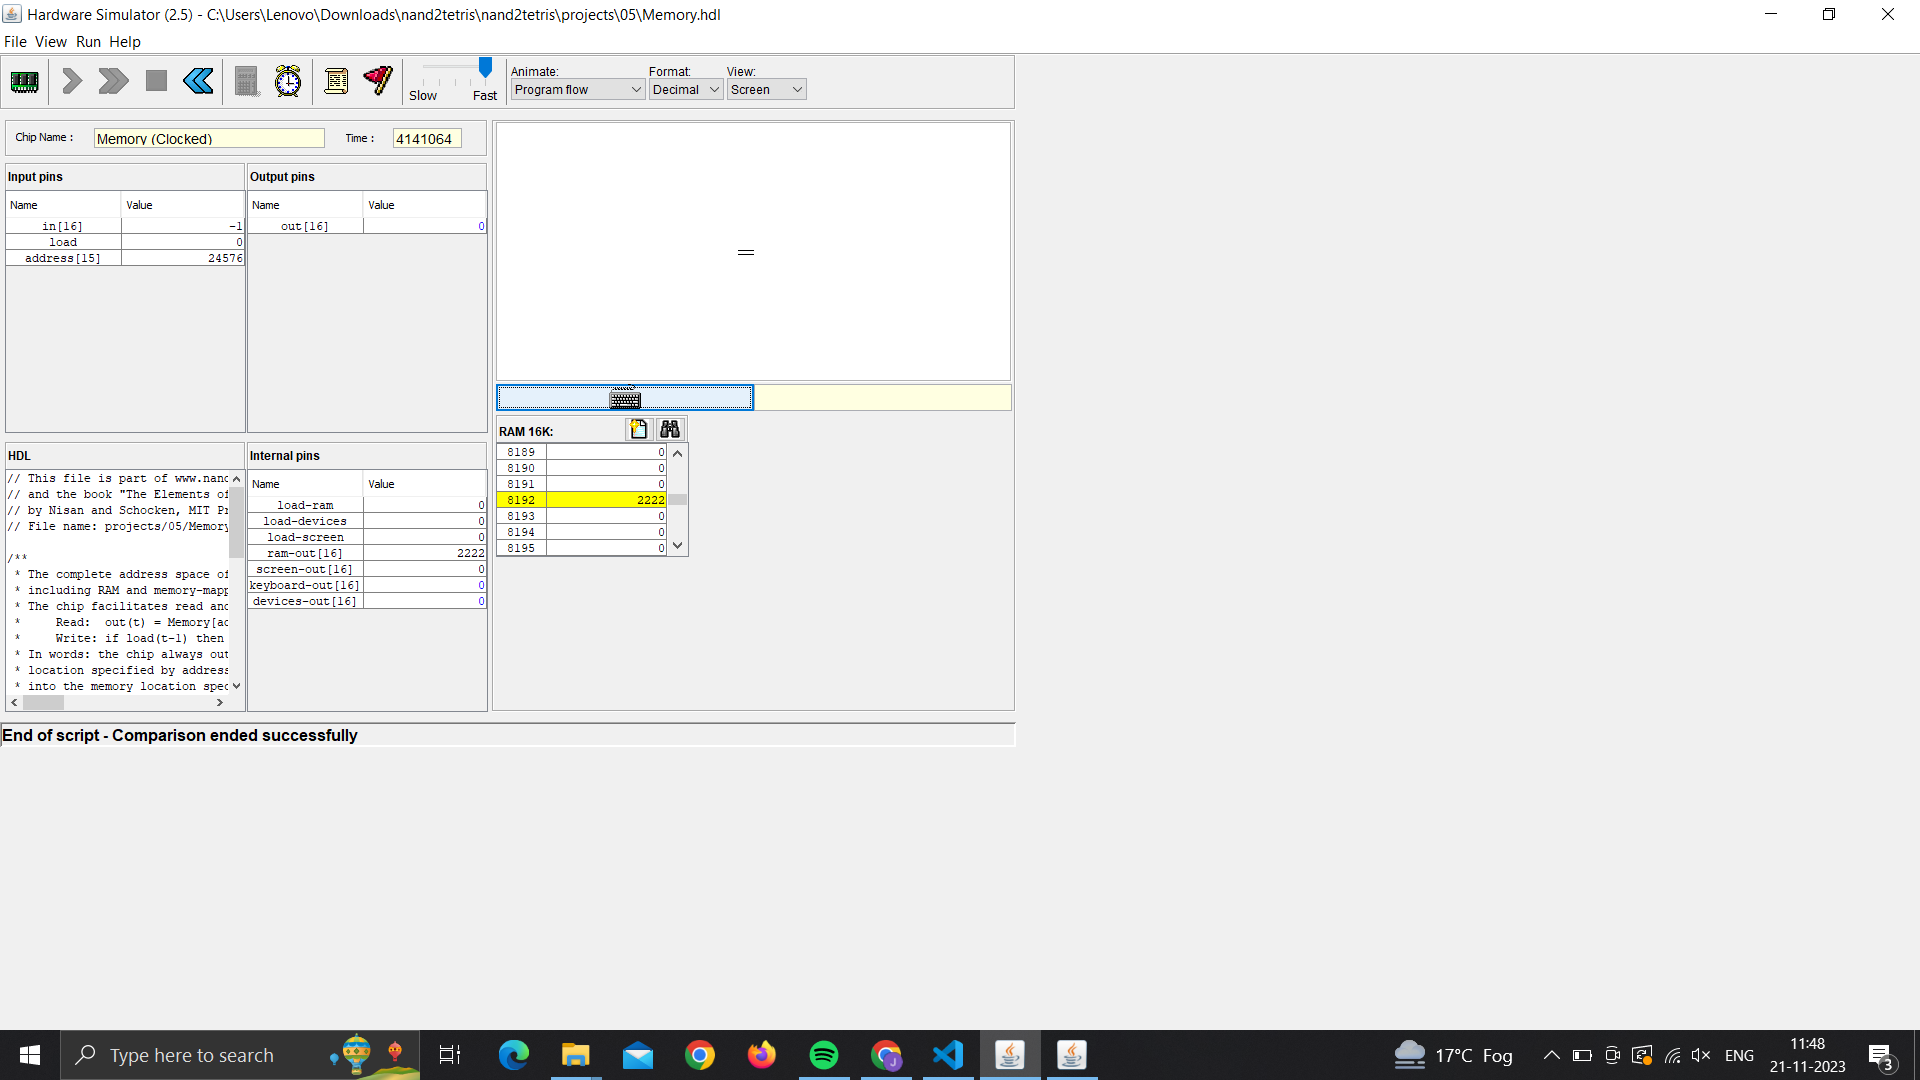 Hardware Simulator (2.5) - C:\Users\Lenovo\Downloads\nand2tetris\nand2tetris\projects\05\Memory.hdl
File View Run Help
Slow Fast
Animate: Format: View:
Program flow Decimal Screen
Chip Name : Memory (Clocked) Time : 4141064
Input pins
Name Value
in[16] -1
load 0
address[15] 24576
Output pins
Name Value
out[16] 0
HDL
// This file is part of www.nanc
// and the book "The Elements of
// by Nisan and Schocken, MIT Pr
// File name: projects/05/Memory
/**
* The complete address space of
* including RAM and memory-mapp
* The chip facilitates read and
* Read: out(t) = Memory[ad
* Write: if load(t-1) then
* In words: the chip always out
* location specified by address
* into the memory location spec
Internal pins
Name Value
load-ram 0
load-devices 0
load-screen 0
ram-out[16] 2222
screen-out[16] 0
keyboard-out[16] 0
devices-out[16] 0
RAM 16K:
8189 0
8190 0
8191 0
8192 2222
8193 0
8194 0
8195 0
End of script - Comparison ended successfully
Type here to search
J
17°C Fog
ENG
11:48
21-11-2023
3